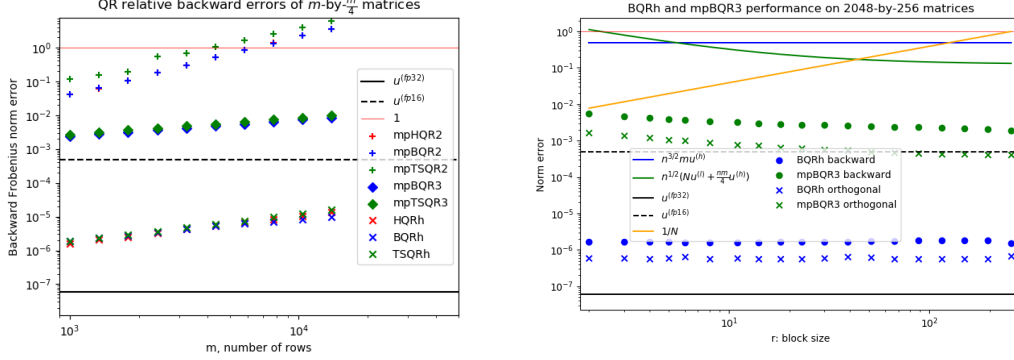 QR relative backward errors of m-by-m/4 matrices
Backward Frobenius norm error
10^0
10^-1
10^-2
10^-3
10^-4
10^-5
10^-6
10^-7
u^(fp32)
u^(fp16)
1
mpHQR2
mpBQR2
mpTSQR2
mpBQR3
mpTSQR3
HQRh
BQRh
TSQRh
10^3
10^4
m, number of rows
BQRh and mpBQR3 performance on 2048-by-256 matrices
Norm error
10^0
10^-1
10^-2
10^-3
10^-4
10^-5
10^-6
10^-7
n^3/2mu^(h)
n^1/2(Nu^(l) + nm/4 u^(h))
u^(fp32)
u^(fp16)
1/N
BQRh backward
mpBQR3 backward
BQRh orthogonal
mpBQR3 orthogonal
10^1
10^2
r: block size